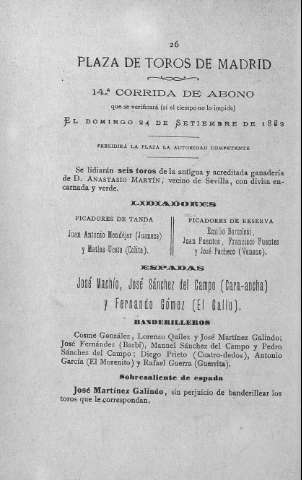 26
PLAZA DE TOROS DE MADRID
14.ª CORRIDA DE ABONO
que se verificará (si el tiempo no lo impide)
EL DOMINGO 24 DE SETIEMBRE DE 1882
PRESIDIRÁ LA PLAZA LA AUTORIDAD COMPETENTE
Se lidiarán seis toros de la antigua y acreditada ganadería
de D. ANASTASIO MARTÍN, vecino de Sevilla, con divisa en-
carnada y verde.
LIDIADORES
PICADORES DE TANDA
Juan Antonio Mondéjar (Juaneca)
y Matías Uceta (Colita).
PICADORES DE RESERVA
Emilio Bartolesi,
Juan Fuentes, Francisco Fuentes
y José Pacheco (Veneno).
ESPADAS
José Machío, José Sánchez del Campo (Cara-ancha)
y Fernando Gómez (El Gallo).
BANDERILLEROS
Cosme González, Lorenzo Quílez y José Martínez Galindo;
José Fernández (Barbi), Manuel Sánchez del Campo y Pedro
Sánchez del Campo; Diego Prieto (Cuatro-dedos), Antonio
García (El Morenito) y Rafael Guerra (Guerrita).
Sobresaliente de espada
José Martínez Galindo, sin perjuicio de banderillear los
toros que le correspondan.